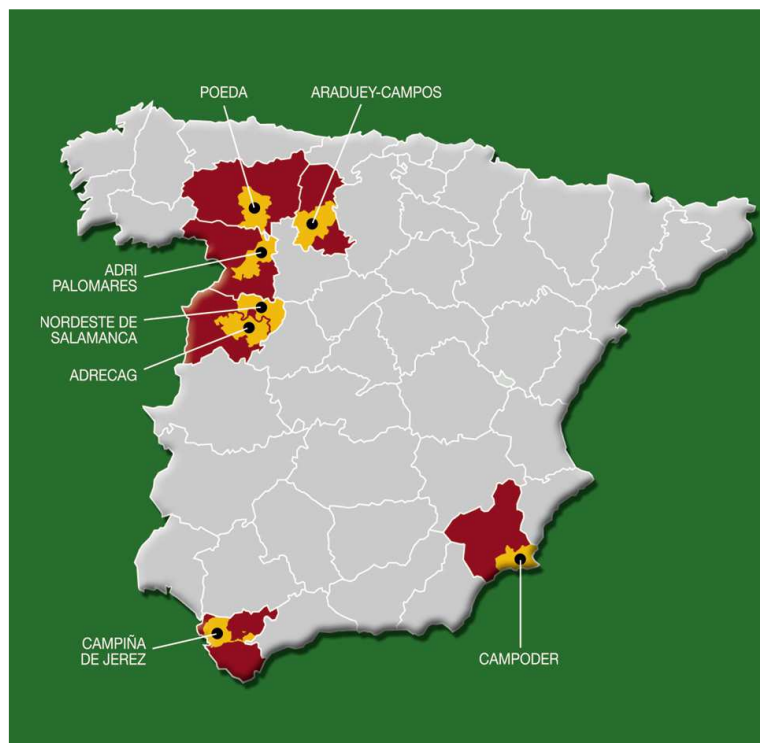 POEDA
ARADUEY-CAMPOS
ADRI
PALOMARES
NORDESTE DE
SALAMANCA
ADRECAG
CAMPIÑA
DE JEREZ
CAMPODER